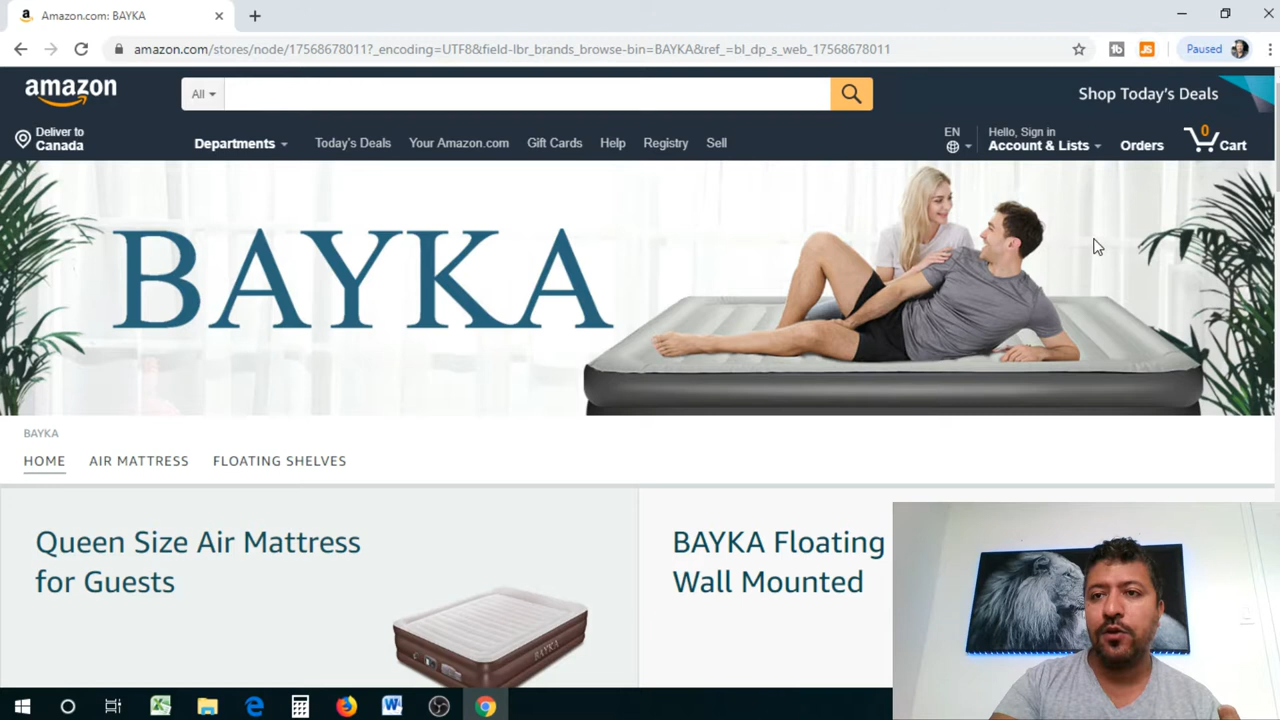 Amazon.com: BAYKA
amazon.com/stores/node/17568678011?_encoding=UTF8&field-lbr_brands_browse-bin=BAYKA&ref_=bl_dp_s_web_17568678011
Paused
amazon
All
Shop Today's Deals
Deliver to
Canada
Departments
Today's Deals
Your Amazon.com
Gift Cards
Help
Registry
Sell
EN
Hello, Sign in
Account & Lists
Orders
0
Cart
BAYKA
BAYKA
HOME
AIR MATTRESS
FLOATING SHELVES
Queen Size Air Mattress
for Guests
BAYKA
BAYKA Floating
Wall Mounted